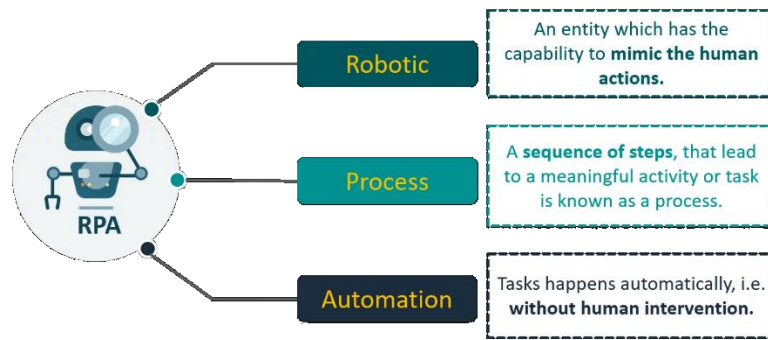 RPA
Robotic
An entity which has the
capability to mimic the human
actions.
Process
A sequence of steps, that lead
to a meaningful activity or task
is known as a process.
Automation
Tasks happens automatically, i.e.
without human intervention.